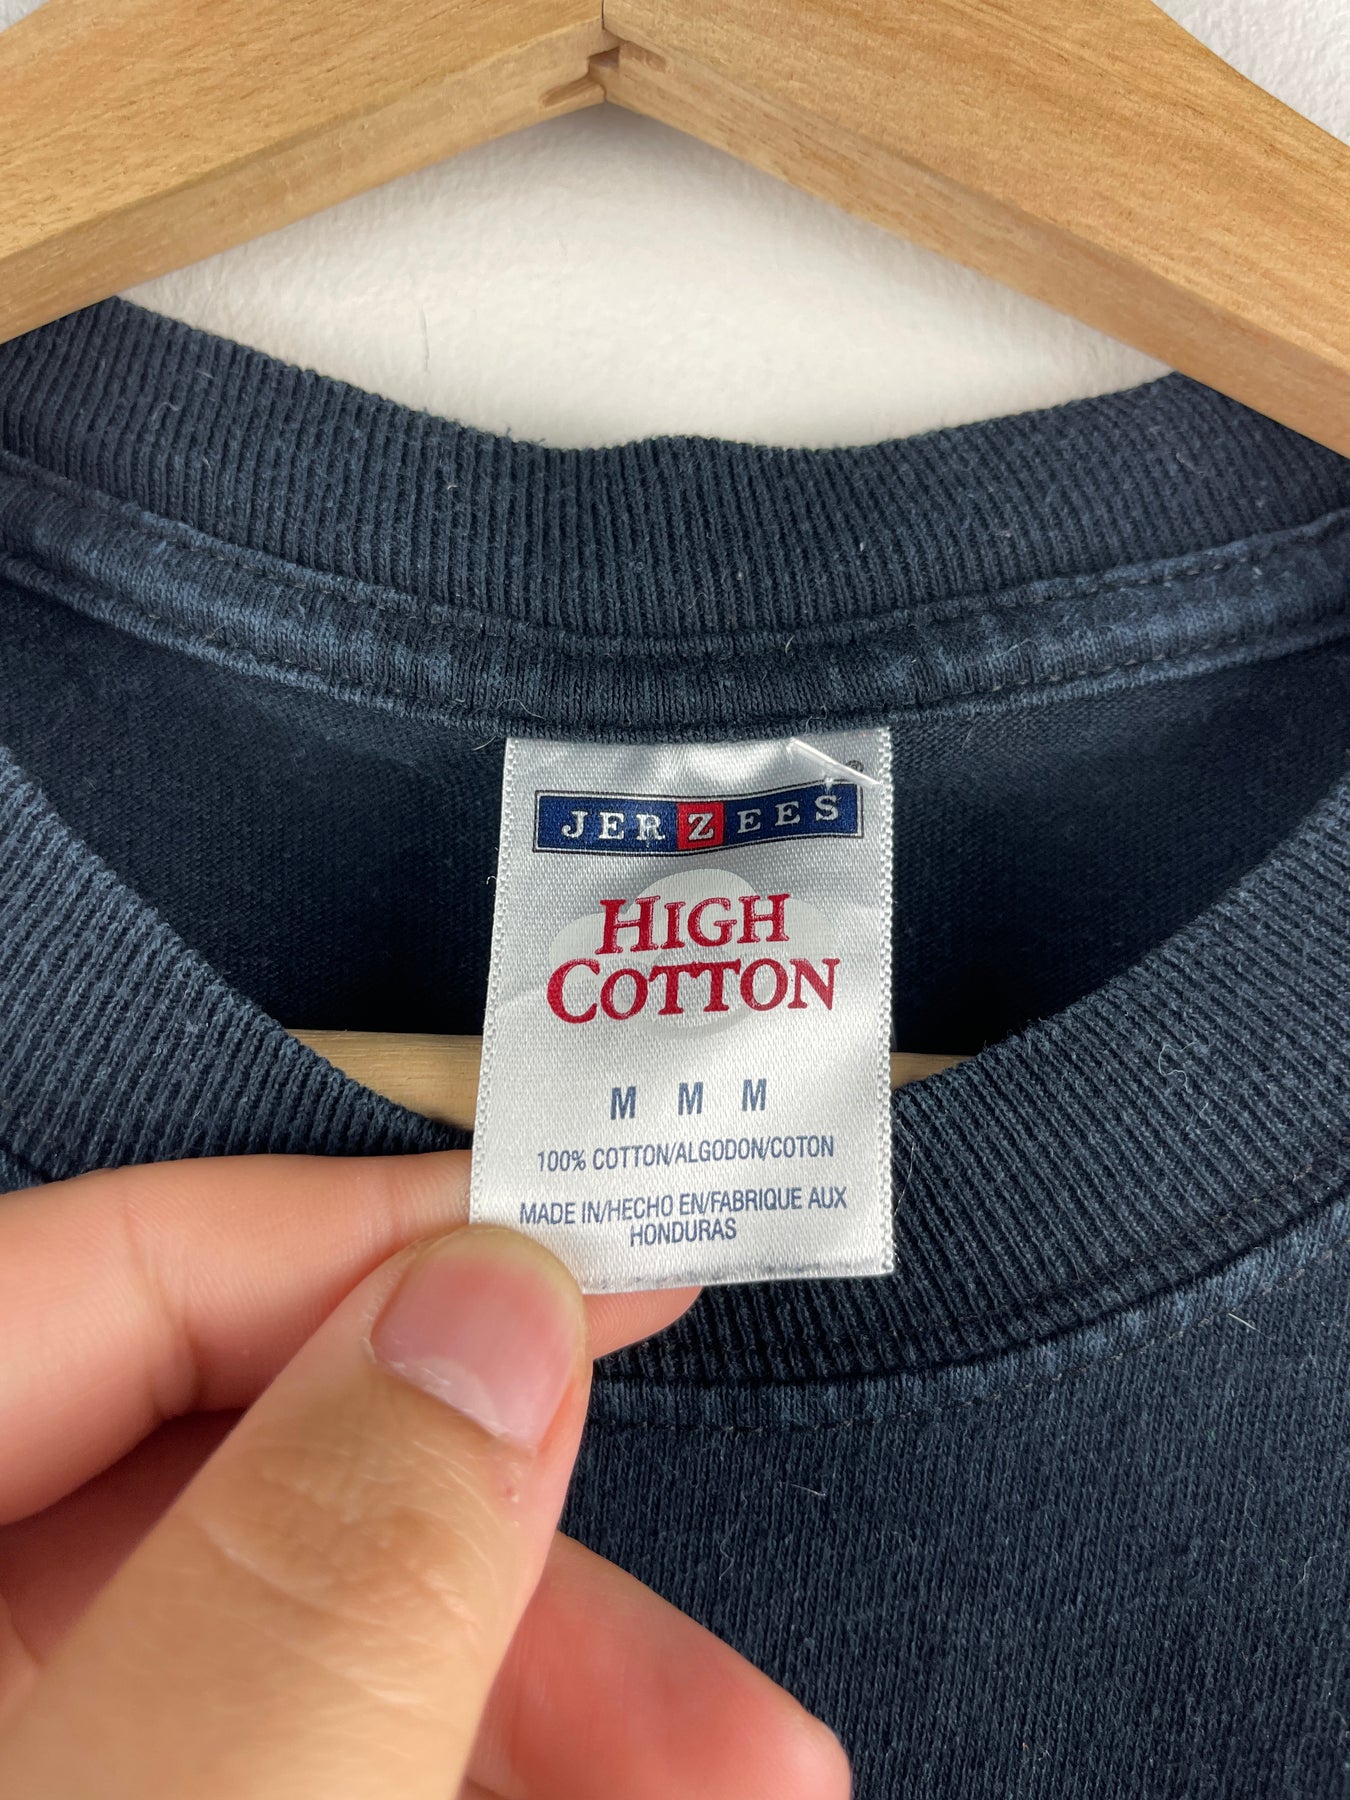 JERZEES®
HIGH
COTTON
M M M
100% COTTON/ALGODON/COTON
MADE IN/HECHO EN/FABRIQUE AUX
HONDURAS